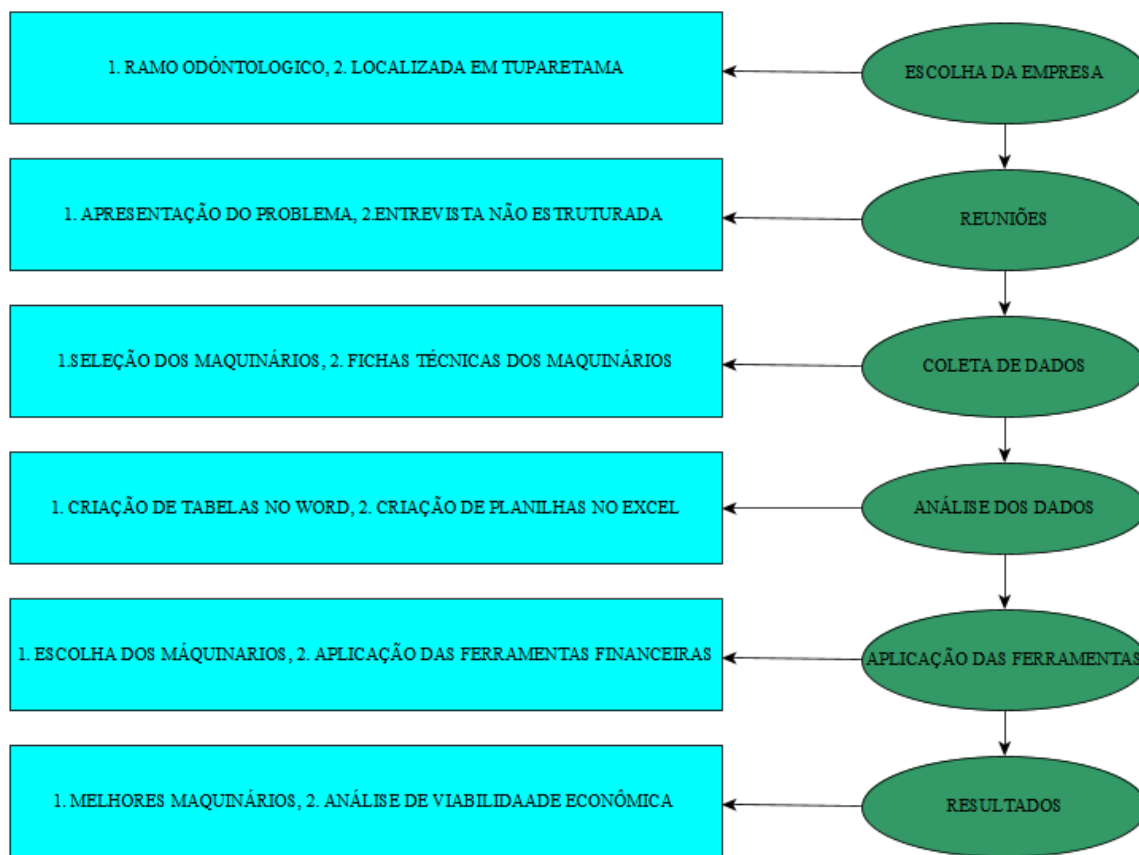 1. RAMO ODÓNTOLOGICO, 2. LOCALIZADA EM TUPARETAMA
ESCOLHA DA EMPRESA
1. APRESENTAÇÃO DO PROBLEMA, 2.ENTREVISTA NÃO ESTRUTURADA
REUNIÕES
1.SELEÇÃO DOS MAQUINÁRIOS, 2. FICHAS TÉCNICAS DOS MAQUINÁRIOS
COLETA DE DADOS
1. CRIAÇÃO DE TABELAS NO WORD, 2. CRIAÇÃO DE PLANILHAS NO EXCEL
ANÁLISE DOS DADOS
1. ESCOLHA DOS MÁQUINARIOS, 2. APLICAÇÃO DAS FERRAMENTAS FINANCEIRAS
APLICAÇÃO DAS FERRAMENTAS
1. MELHORES MAQUINÁRIOS, 2. ANÁLISE DE VIABILIDAADE ECONÔMICA
RESULTADOS